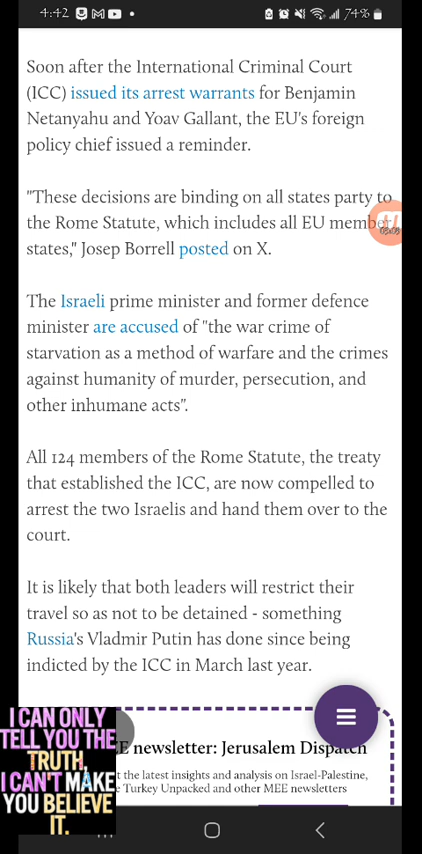 4:42
74%
Soon after the International Criminal Court
(ICC) issued its arrest warrants for Benjamin
Netanyahu and Yoav Gallant, the EU's foreign
policy chief issued a reminder.
"These decisions are binding on all states party to
the Rome Statute, which includes all EU member
states," Josep Borrell posted on X.
The Israeli prime minister and former defence
minister are accused of "the war crime of
starvation as a method of warfare and the crimes
against humanity of murder, persecution, and
other inhumane acts".
All 124 members of the Rome Statute, the treaty
that established the ICC, are now compelled to
arrest the two Israelis and hand them over to the
court.
It is likely that both leaders will restrict their
travel so as not to be detained - something
Russia's Vladmir Putin has done since being
indicted by the ICC in March last year.
newsletter: Jerusalem Dispatch
the latest insights and analysis on Israel-Palestine,
Turkey Unpacked and other MEE newsletters
I CAN ONLY
TELL YOU THE
TRUTH,
I CAN'T MAKE
YOU BELIEVE
IT.